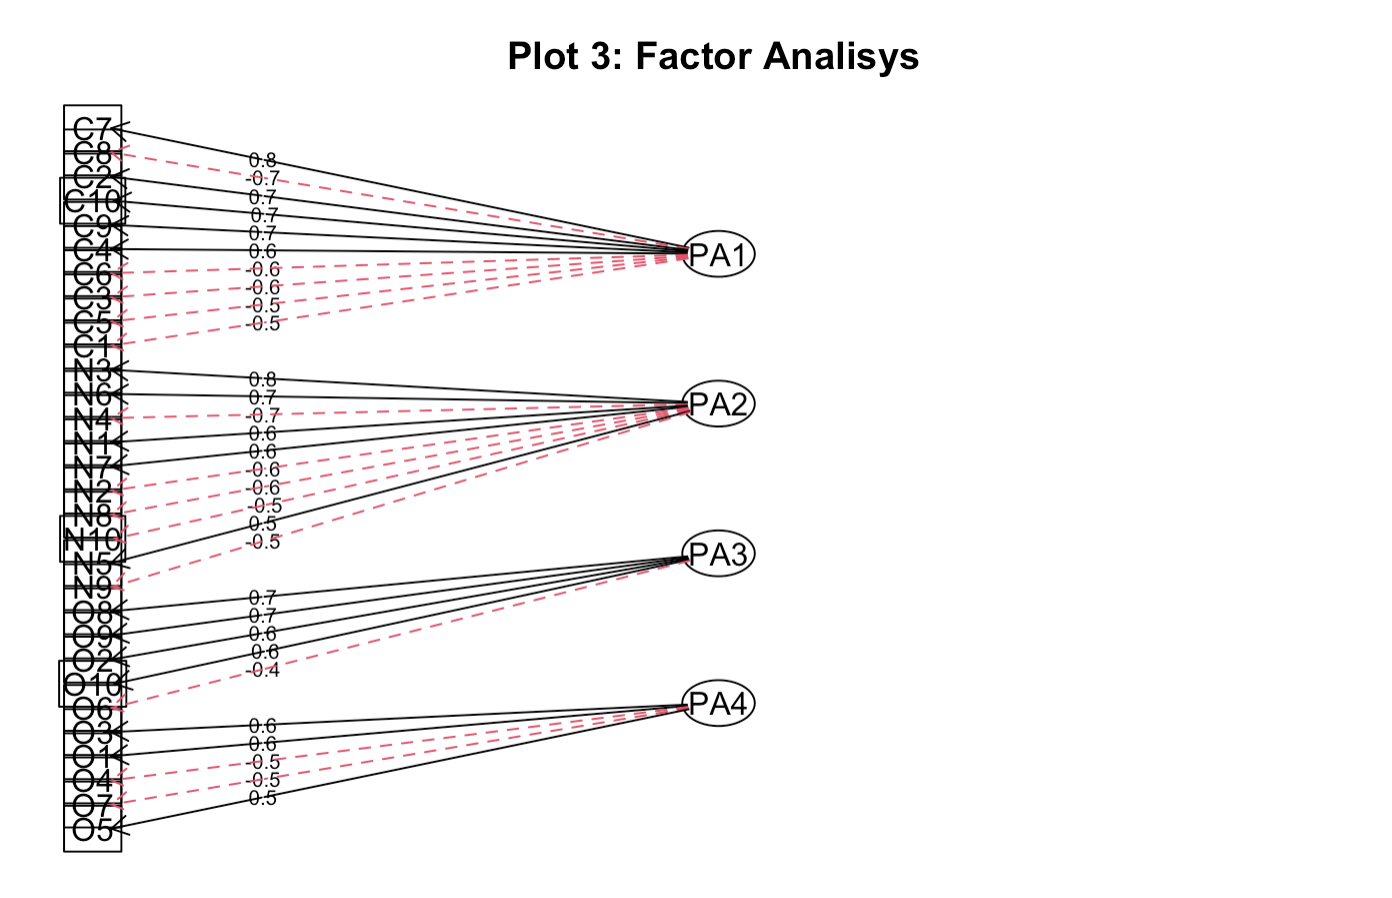 Plot 3: Factor Analisys
C7
C8
C2
C10
C9
C4
C6
C3
C5
C1
N3
N6
N4
N1
N7
N2
N8
N10
N5
N9
O8
O9
O2
O10
O6
O3
O1
O4
O7
O5
0.8
-0.7
0.7
0.7
0.7
0.6
-0.6
-0.6
-0.5
-0.5
0.8
0.7
-0.7
0.6
0.6
-0.6
-0.6
-0.5
0.5
-0.5
0.7
0.7
0.6
0.6
-0.4
0.6
0.6
-0.5
-0.5
0.5
PA1
PA2
PA3
PA4